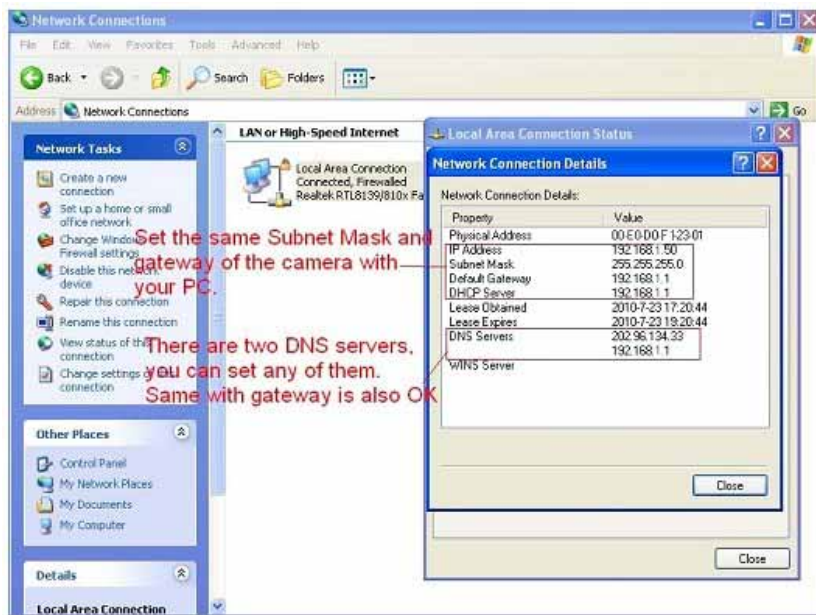 Network Connections
File Edit View Favorites Tools Advanced Help
Back Search Folders
Address Network Connections Go
Network Tasks
Create a new
connection
Set up a home or small
office network
Change Windows
Firewall settings
Disable this network
device
Repair this connection
Rename this connection
View status of this
connection
Change settings of this
connection
Other Places
Control Panel
My Network Places
My Documents
My Computer
Details
Local Area Connection
LAN or High-Speed Internet
Local Area Connection
Connected, Firewalled
Realtek RTL8139/810x Fa
Set the same Subnet Mask and
gateway of the camera with
your PC.
There are two DNS servers,
you can set any of them.
Same with gateway is also OK
Local Area Connection Status
Network Connection Details
Network Connection Details:
Property Value
Physical Address 00-E0-D0-F1-23-01
IP Address 192.168.1.50
Subnet Mask 255.255.255.0
Default Gateway 192.168.1.1
DHCP Server 192.168.1.1
Lease Obtained 2010-7-23 17:20:44
Lease Expires 2010-7-23 19:20:44
DNS Servers 202.96.134.33
192.168.1.1
WINS Server
Close
Close